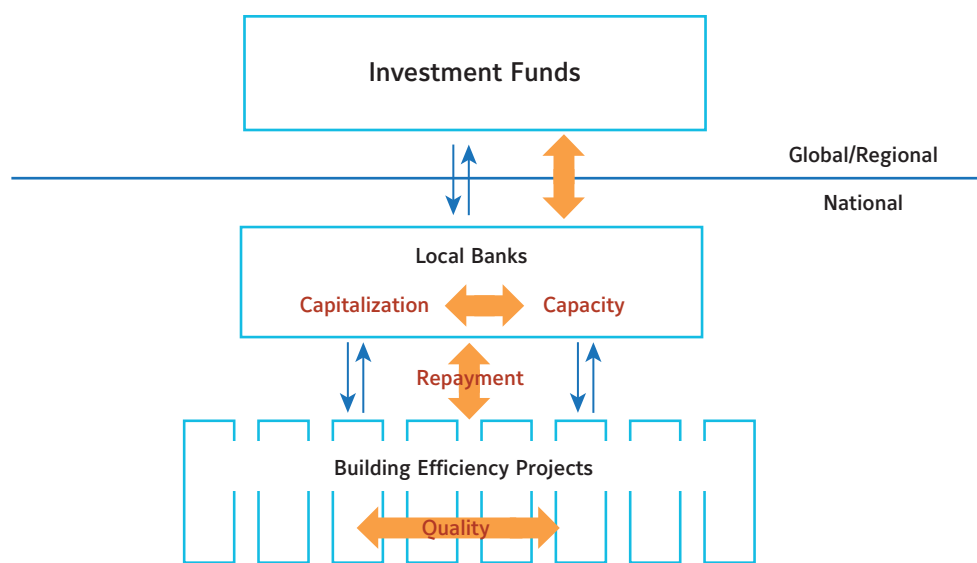 Investment Funds
Global/Regional
National
Local Banks
Capitalization
Capacity
Repayment
Building Efficiency Projects
Quality